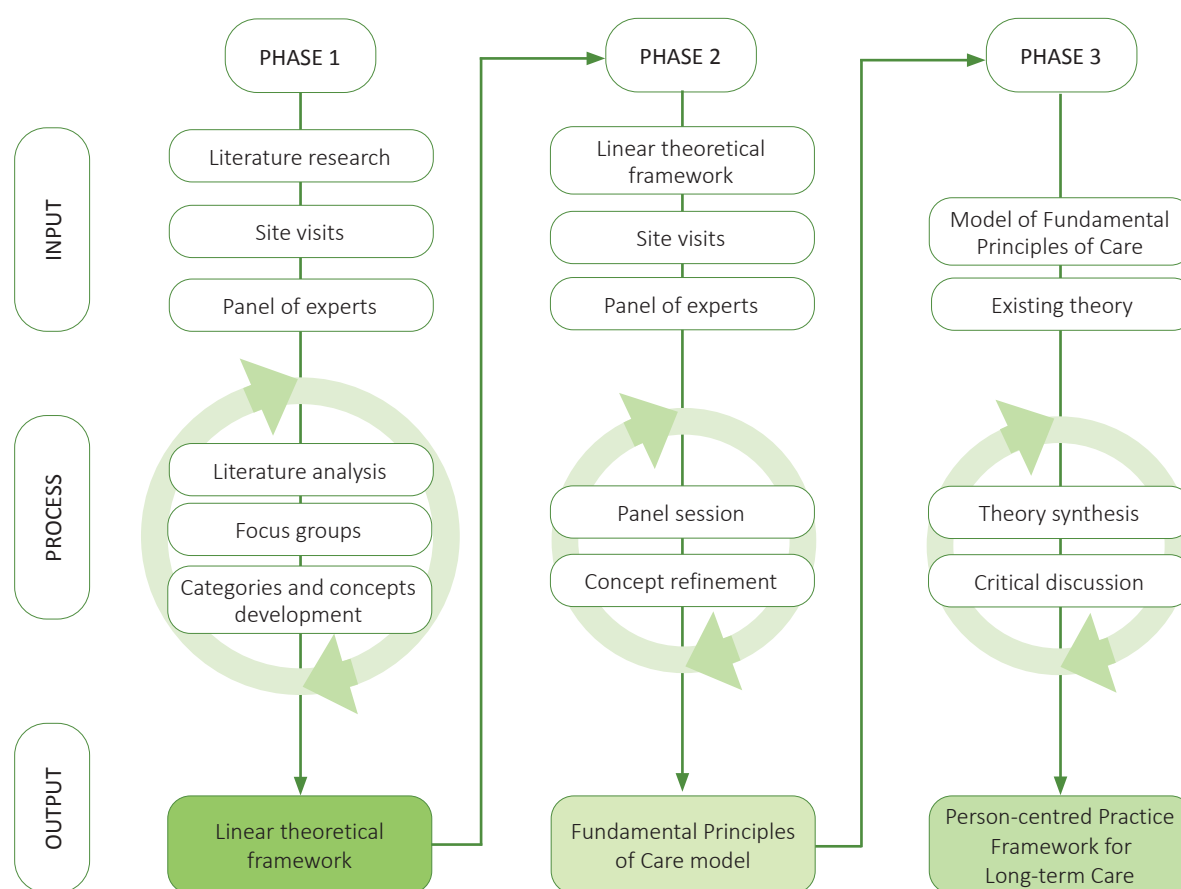 PHASE 1
PHASE 2
PHASE 3
INPUT
Literature research
Site visits
Panel of experts
Linear theoretical
framework
Site visits
Panel of experts
Model of Fundamental
Principles of Care
Existing theory
PROCESS
Literature analysis
Focus groups
Categories and concepts
development
Panel session
Concept refinement
Theory synthesis
Critical discussion
OUTPUT
Linear theoretical
framework
Fundamental Principles
of Care model
Person-centred Practice
Framework for
Long-term Care